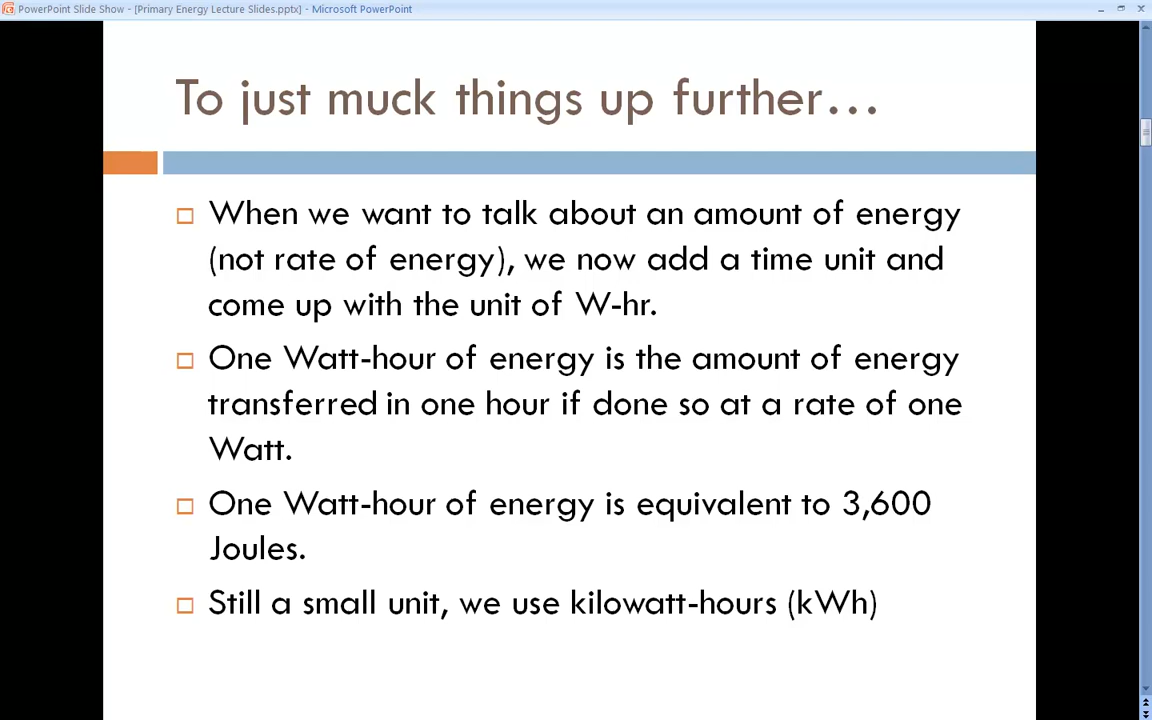 PowerPoint Slide Show - [Primary Energy Lecture Slides.pptx] - Microsoft PowerPoint
To just muck things up further...
When we want to talk about an amount of energy
(not rate of energy), we now add a time unit and
come up with the unit of W-hr.
One Watt-hour of energy is the amount of energy
transferred in one hour if done so at a rate of one
Watt.
One Watt-hour of energy is equivalent to 3,600
Joules.
Still a small unit, we use kilowatt-hours (kWh)